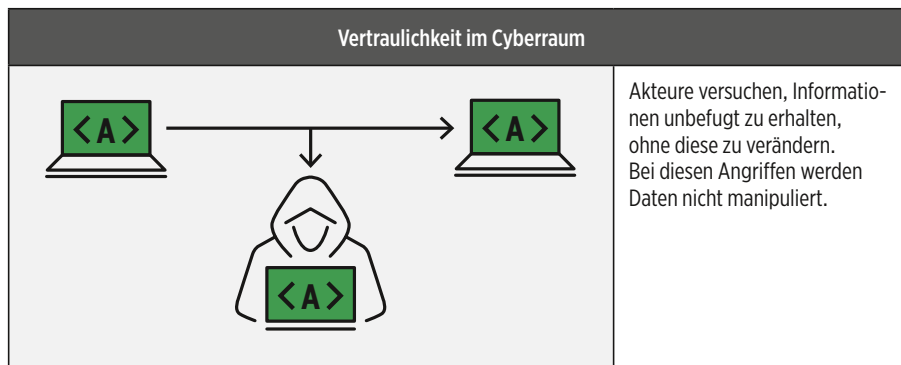 Vertraulichkeit im Cyberraum
<A>
<A>
<A>
Akteure versuchen, Informatio-
nen unbefugt zu erhalten,
ohne diese zu verändern.
Bei diesen Angriffen werden
Daten nicht manipuliert.